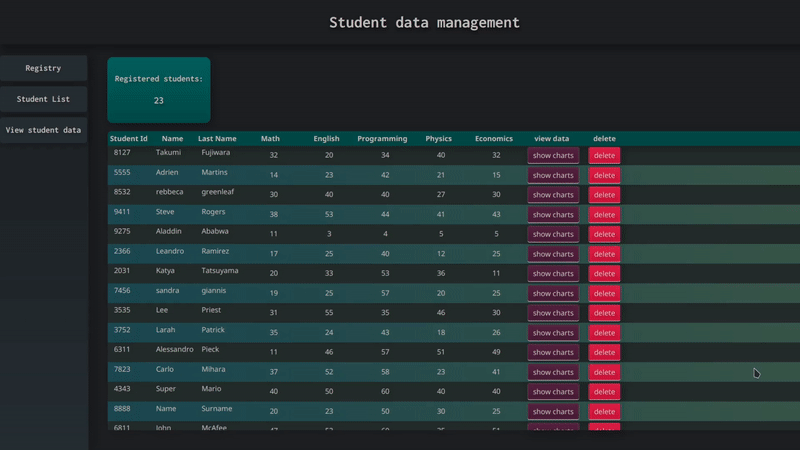 Student data management
Registry
Student List
View student data
Registered students:
23
Student Id Name Last Name Math English Programming Physics Economics view data delete
8127 Takumi Fujiwara 32 20 34 40 32 show charts delete
5555 Adrien Martins 14 23 42 21 15 show charts delete
8532 rebbeca greenleaf 30 40 40 27 30 show charts delete
9411 Steve Rogers 38 53 44 41 43 show charts delete
9275 Aladdin Ababwa 11 3 4 5 5 show charts delete
2366 Leandro Ramirez 17 25 40 12 25 show charts delete
2031 Katya Tatsuyama 20 33 53 36 11 show charts delete
7456 sandra giannis 19 25 57 20 25 show charts delete
3535 Lee Priest 31 55 35 46 30 show charts delete
3752 Larah Patrick 35 24 43 18 26 show charts delete
6311 Alessandro Pieck 11 46 57 51 49 show charts delete
7823 Carlo Mihara 37 52 58 23 41 show charts delete
4343 Super Mario 40 50 60 40 40 show charts delete
8888 Name Surname 20 23 50 30 25 show charts delete
6811 John McAfee